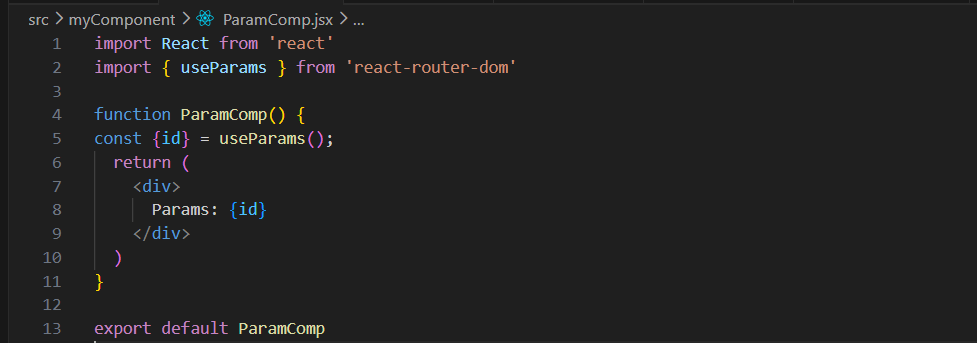 src > myComponent > ParamComp.jsx > ...
1 import React from 'react'
2 import { useParams } from 'react-router-dom'
3
4 function ParamComp() {
5 const {id} = useParams();
6   return (
7     <div>
8       Params: {id}
9     </div>
10   )
11 }
12
13 export default ParamComp